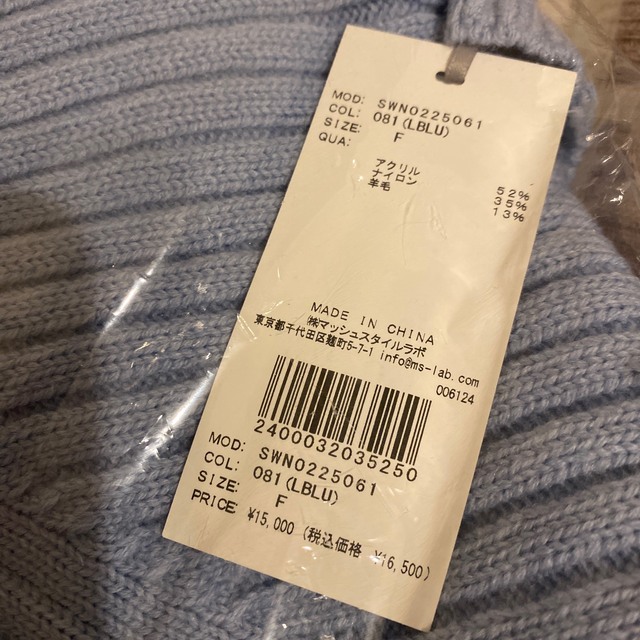 MOD: SWN0225061
COL: 081(LBLU)
SIZE: F
QUA:
アクリル 52%
ナイロン 35%
羊毛 13%
MADE IN CHINA
㈱マッシュスタイルラボ
東京都千代田区麹町5-7-1 info@ms-lab.com
006124
2400032035250
MOD: SWN0225061
COL: 081(LBLU)
SIZE: F
PRICE: ¥15,000 (税込価格 ¥16,500)